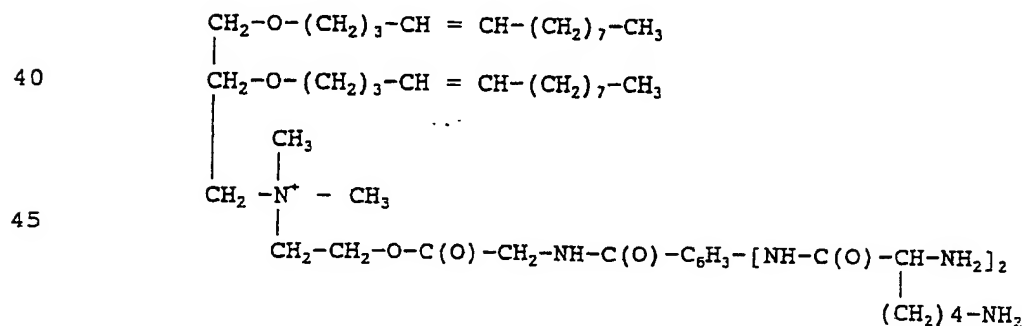 CH₂-O-(CH₂)₃-CH = CH-(CH₂)₇-CH₃
40 CH₂-O-(CH₂)₃-CH = CH-(CH₂)₇-CH₃
CH₃
CH₂ -N⁺ - CH₃
45
CH₂-CH₂-O-C(O)-CH₂-NH-C(O)-C₆H₃-[NH-C(O)-CH-NH₂]₂
(CH₂)4-NH₂